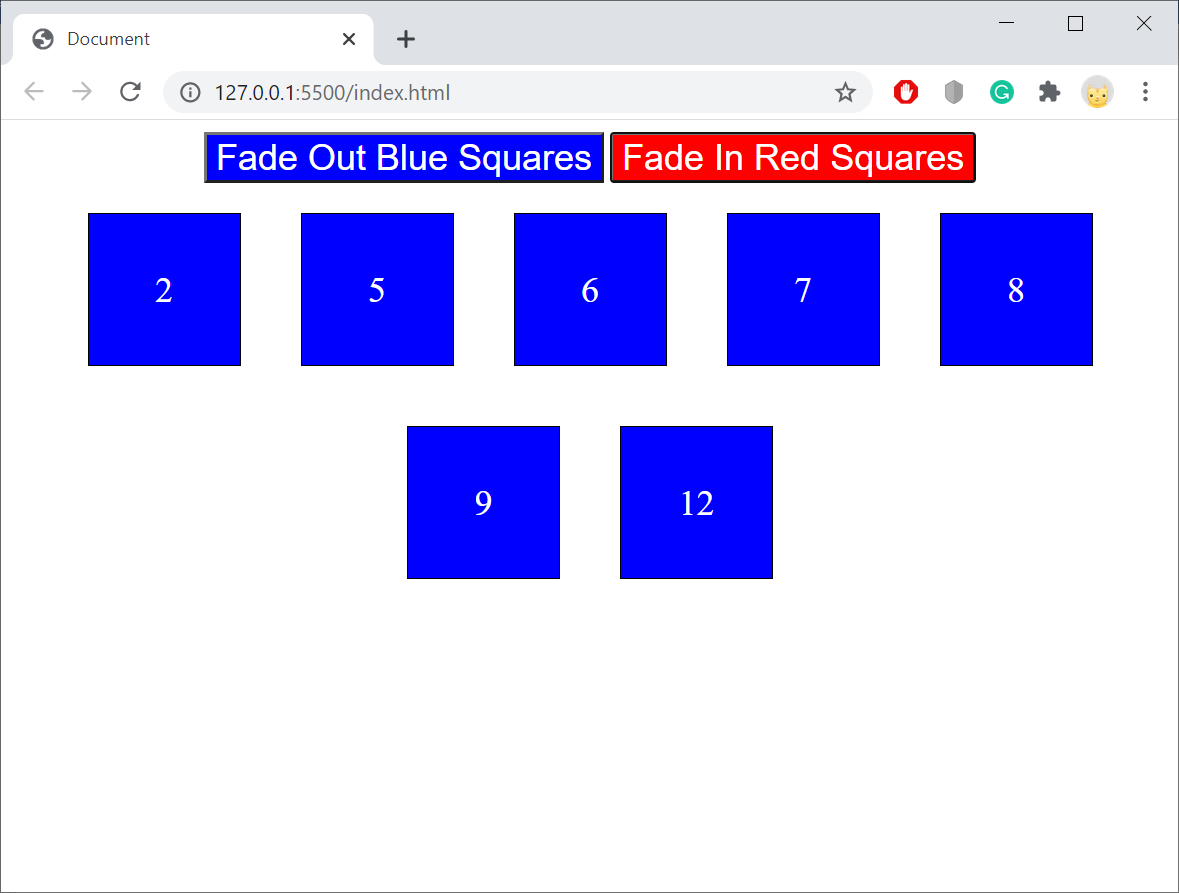 Document
127.0.0.1:5500/index.html
Fade Out Blue Squares Fade In Red Squares
2 5 6 7 8
9 12